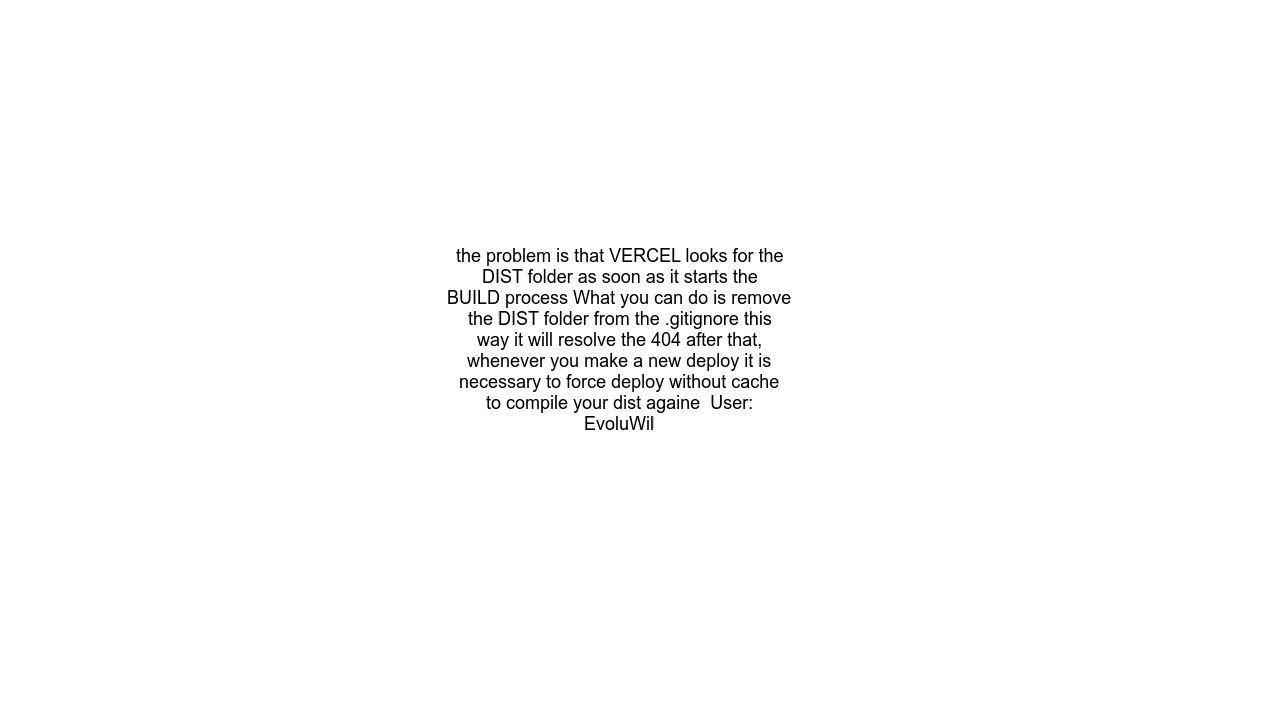 the problem is that VERCEL looks for the
DIST folder as soon as it starts the
BUILD process What you can do is remove
the DIST folder from the .gitignore this
way it will resolve the 404 after that,
whenever you make a new deploy it is
necessary to force deploy without cache
to compile your dist againe  User:
EvoluWil